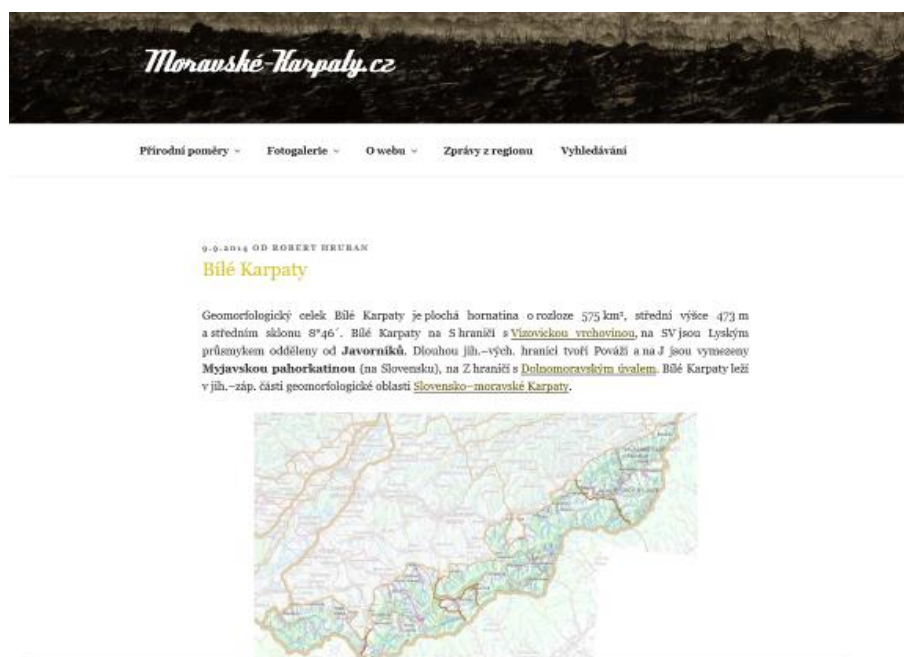 Moravské-Karpaty.cz
Přírodní poměry
Fotogalerie
O webu
Zprávy z regionu
Vyhledávání
9.9.2014 OD ROBERT HRUBAN
Bílé Karpaty
Geomorfologický celek Bílé Karpaty je plochá hornatina o rozloze 575 km², střední výšce 473 m
a středním sklonu 8°46´. Bílé Karpaty na S hraničí s Vizovickou vrchovinou, na SV jsou Lyským
průsmykem odděleny od Javorníků. Dlouhou jih.–vých. hranici tvoří Považí a na J jsou vymezeny
Myjavskou pahorkatinou (na Slovensku), na Z hraničí s Dolnomoravským úvalem. Bílé Karpaty leží
v jih.–záp. části geomorfologické oblasti Slovensko–moravské Karpaty.